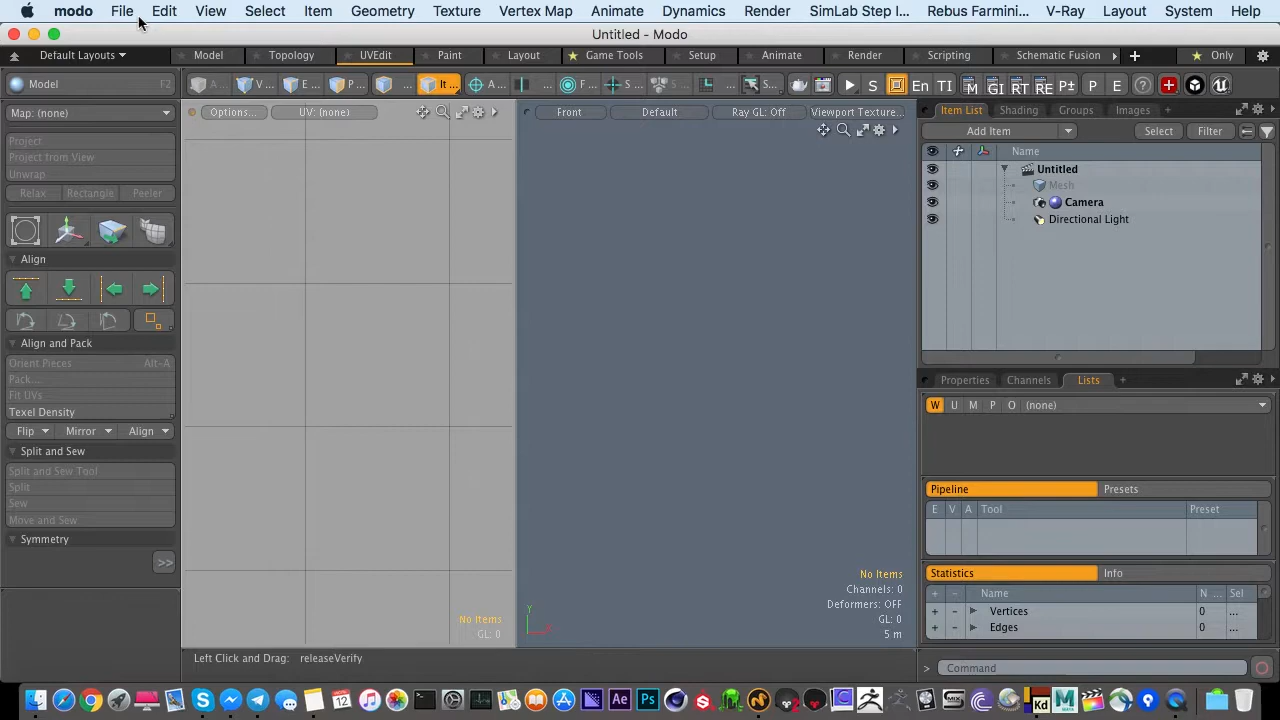 modo File Edit View Select Item Geometry Texture Vertex Map Animate Dynamics Render SimLab Step I... Rebus Farmini... V-Ray Layout System Help
Untitled - Modo
Default Layouts Model Topology UVEdit Paint Layout Game Tools Setup Animate Render Scripting Schematic Fusion Only
Model F2 A V ... E ... P ... ... It ... A ... ... F ... S ... S ... ... S... S En TI M GI RT RE P± P E
Map: (none)
Options... UV: (none)
Front Default Ray GL: Off Viewport Texture...
Item List Shading Groups Images
Add Item Select Filter
Name
Untitled
Mesh
Camera
Directional Light
Project
Project from View
Unwrap
Relax Rectangle Peeler
Align
Align and Pack
Orient Pieces Alt-A
Pack...
Fit UVs
Texel Density
Flip Mirror Align
Split and Sew
Split and Sew Tool
Split
Sew
Move and Sew
Symmetry
>>
No Items
GL: 0
No Items
Channels: 0
Deformers: OFF
GL: 0
5 m
Y
X
Properties Channels Lists +
W U M P O (none)
Pipeline Presets
E V A Tool Preset
Statistics Info
+ - Name N ... Sel
+ - Vertices 0 ...
+ - Edges 0 ...
Left Click and Drag: releaseVerify
> Command